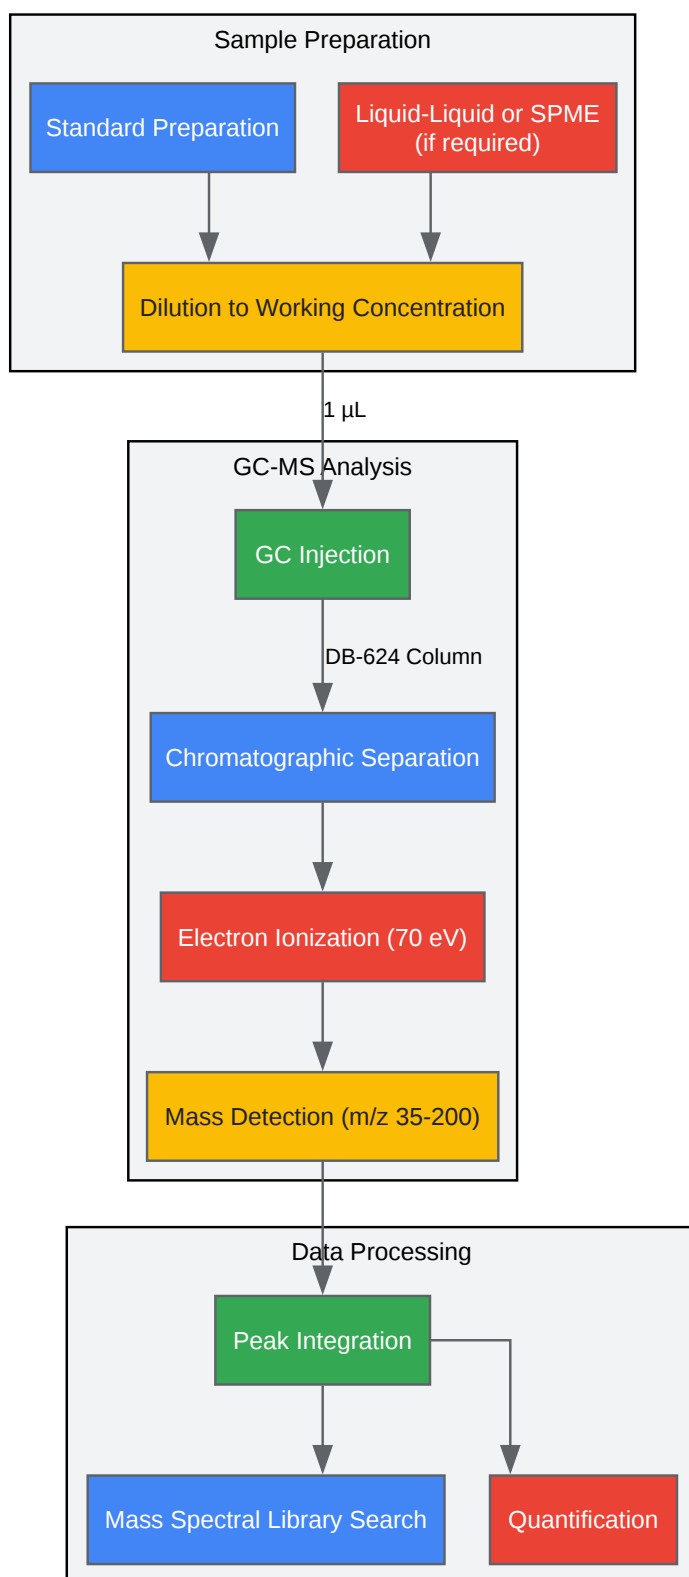 Sample Preparation
Standard Preparation
Liquid-Liquid or SPME
(if required)
Dilution to Working Concentration
1 µL
GC-MS Analysis
GC Injection
DB-624 Column
Chromatographic Separation
Electron Ionization (70 eV)
Mass Detection (m/z 35-200)
Data Processing
Peak Integration
Mass Spectral Library Search
Quantification